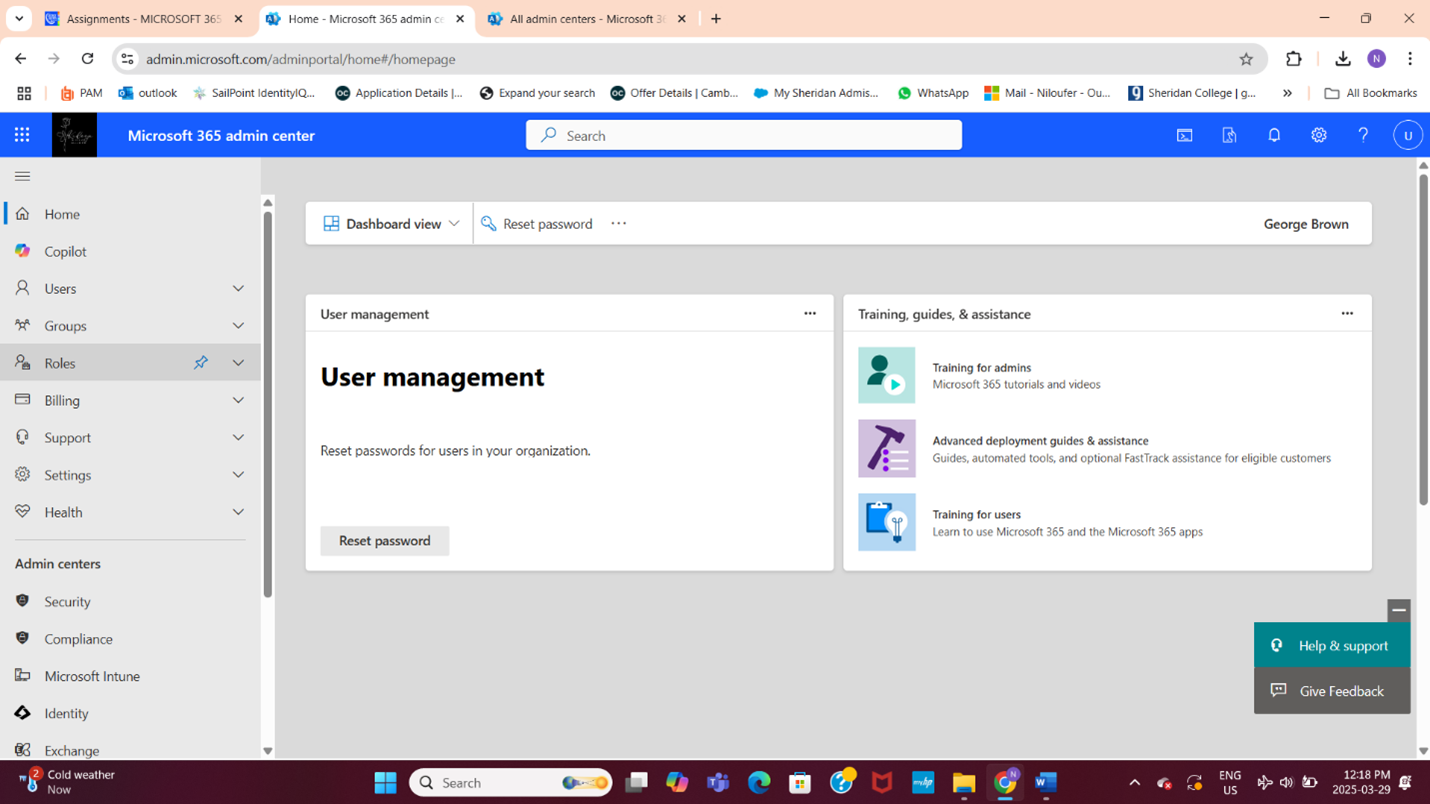 Assignments - MICROSOFT 365
Home - Microsoft 365 admin ce
All admin centers - Microsoft 36
admin.microsoft.com/adminportal/home#/homepage
N
PAM
outlook
SailPoint IdentityIQ...
Application Details |...
Expand your search
Offer Details | Camb...
My Sheridan Admis...
WhatsApp
Mail - Niloufer - Ou...
Sheridan College | g...
All Bookmarks
Microsoft 365 admin center
Search
U
Home
Copilot
Users
Groups
Roles
Billing
Support
Settings
Health
Admin centers
Security
Compliance
Microsoft Intune
Identity
Exchange
Dashboard view
Reset password
George Brown
User management
User management
Reset passwords for users in your organization.
Reset password
Training, guides, & assistance
Training for admins
Microsoft 365 tutorials and videos
Advanced deployment guides & assistance
Guides, automated tools, and optional FastTrack assistance for eligible customers
Training for users
Learn to use Microsoft 365 and the Microsoft 365 apps
Help & support
Give Feedback
2
Cold weather
Now
Search
ENG
US
12:18 PM
2025-03-29